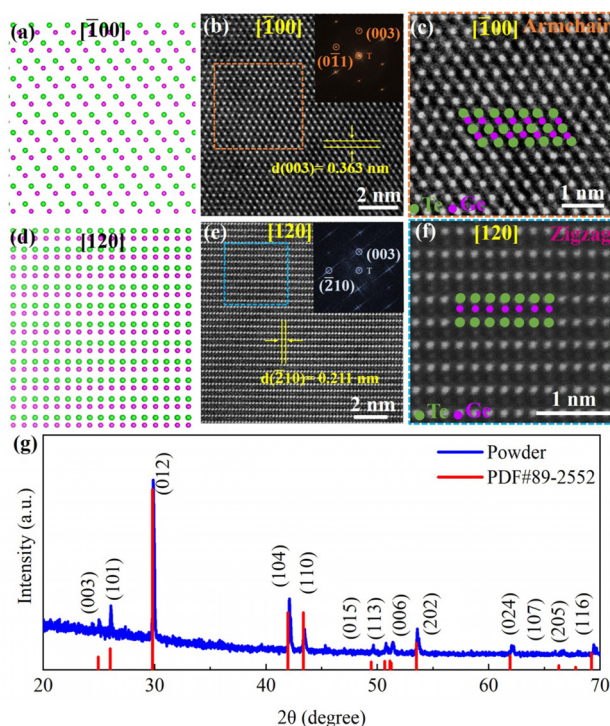 (a) [1̅00]
(b) [1̅00]
(003)
(01̅1)
T
d(003)= 0.363 nm
2 nm
(c) [1̅00] Armchair
Te Ge
1 nm
(d) [120]
(e) [120]
(003)
T
(2̅10)
d(2̅10)= 0.211 nm
2 nm
(f) [120] Zigzag
Te Ge
1 nm
(g)
Intensity (a.u.)
Powder
PDF#89-2552
(003)
(101)
(012)
(104)
(110)
(015)
(113)
(006)
(202)
(024)
(107)
(205)
(116)
20 30 40 50 60 70
2θ (degree)